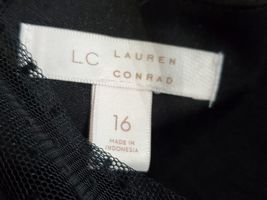 LC LAUREN
CONRAD
16
MADE IN
INDONESIA